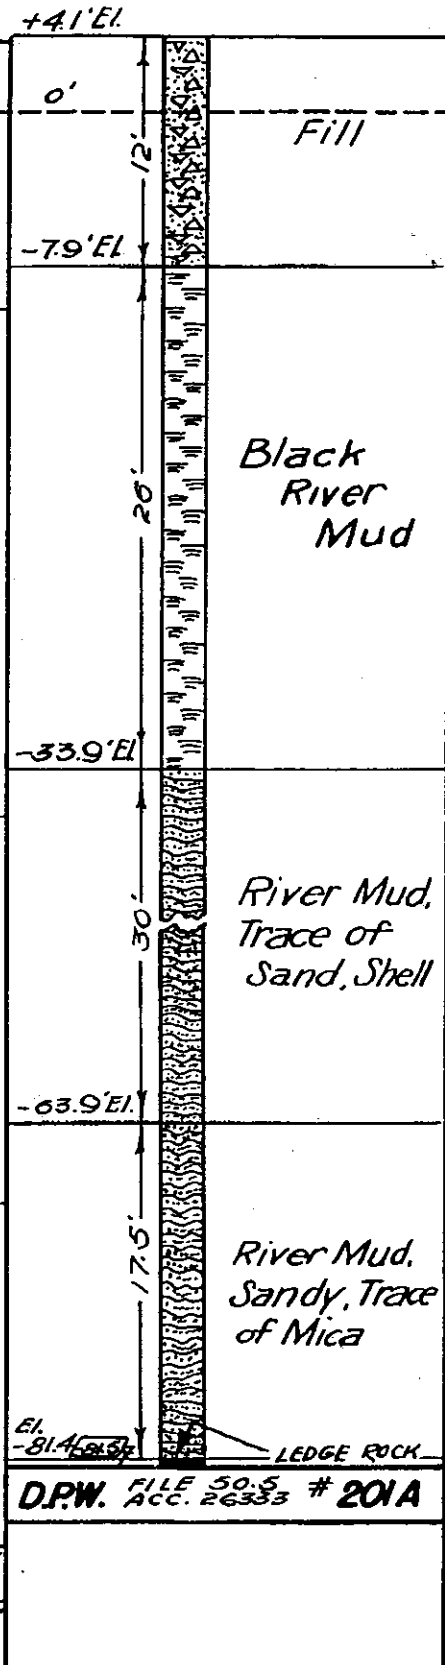 +4.1' El.
0'
12'
Fill
-7.9' El.
26'
Black
River
Mud
-33.9' El.
30'
River Mud,
Trace of
Sand, Shell
-63.9' El.
17.5'
River Mud,
Sandy, Trace
of Mica
El.
-81.4
LEDGE ROCK
D.P.W. FILE 50.5 # 201A
ACC. 26333